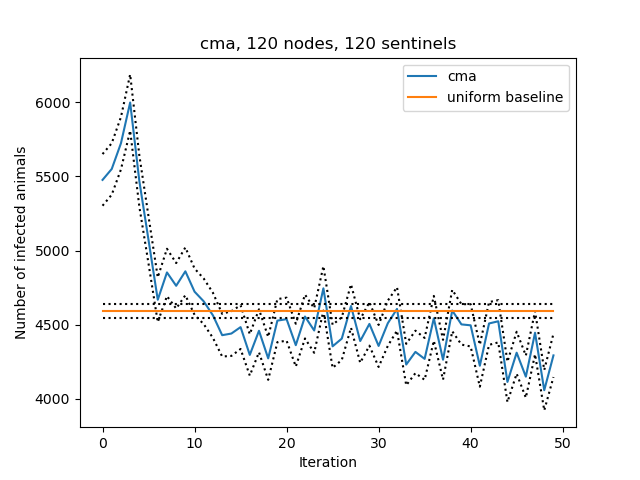 cma, 120 nodes, 120 sentinels
cma
uniform baseline
Number of infected animals
6000
5500
5000
4500
4000
0 10 20 30 40 50
Iteration